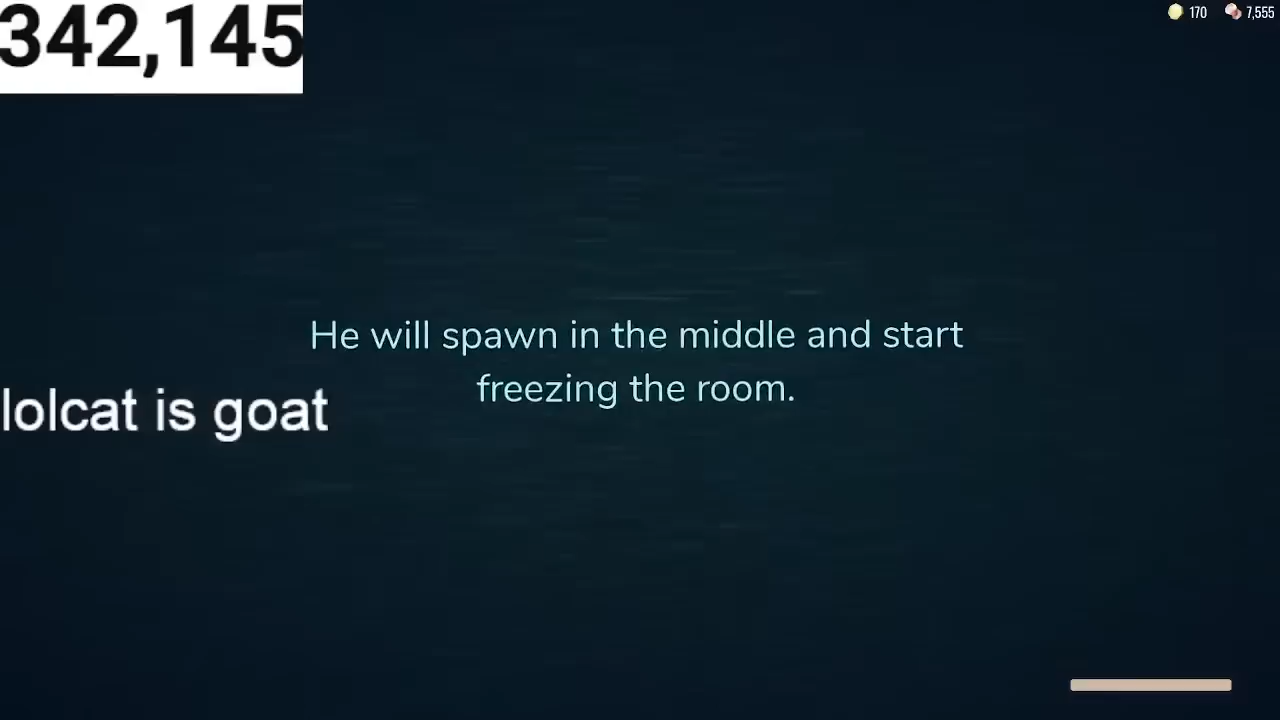 342,145
170 7,555
He will spawn in the middle and start
freezing the room.
lolcat is goat